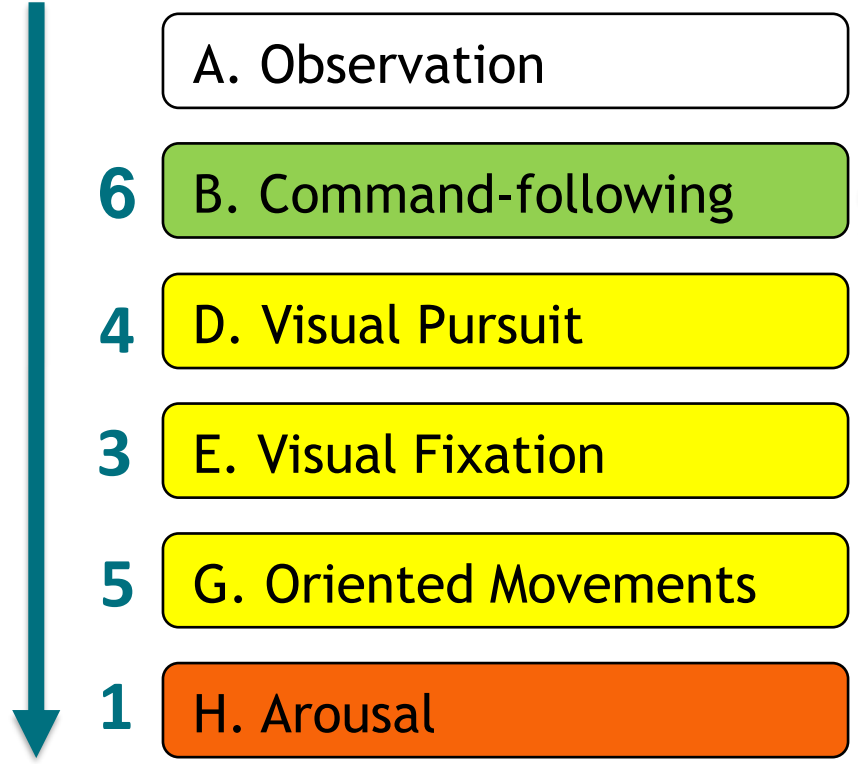 A. Observation
6 B. Command-following
4 D. Visual Pursuit
3 E. Visual Fixation
5 G. Oriented Movements
1 H. Arousal